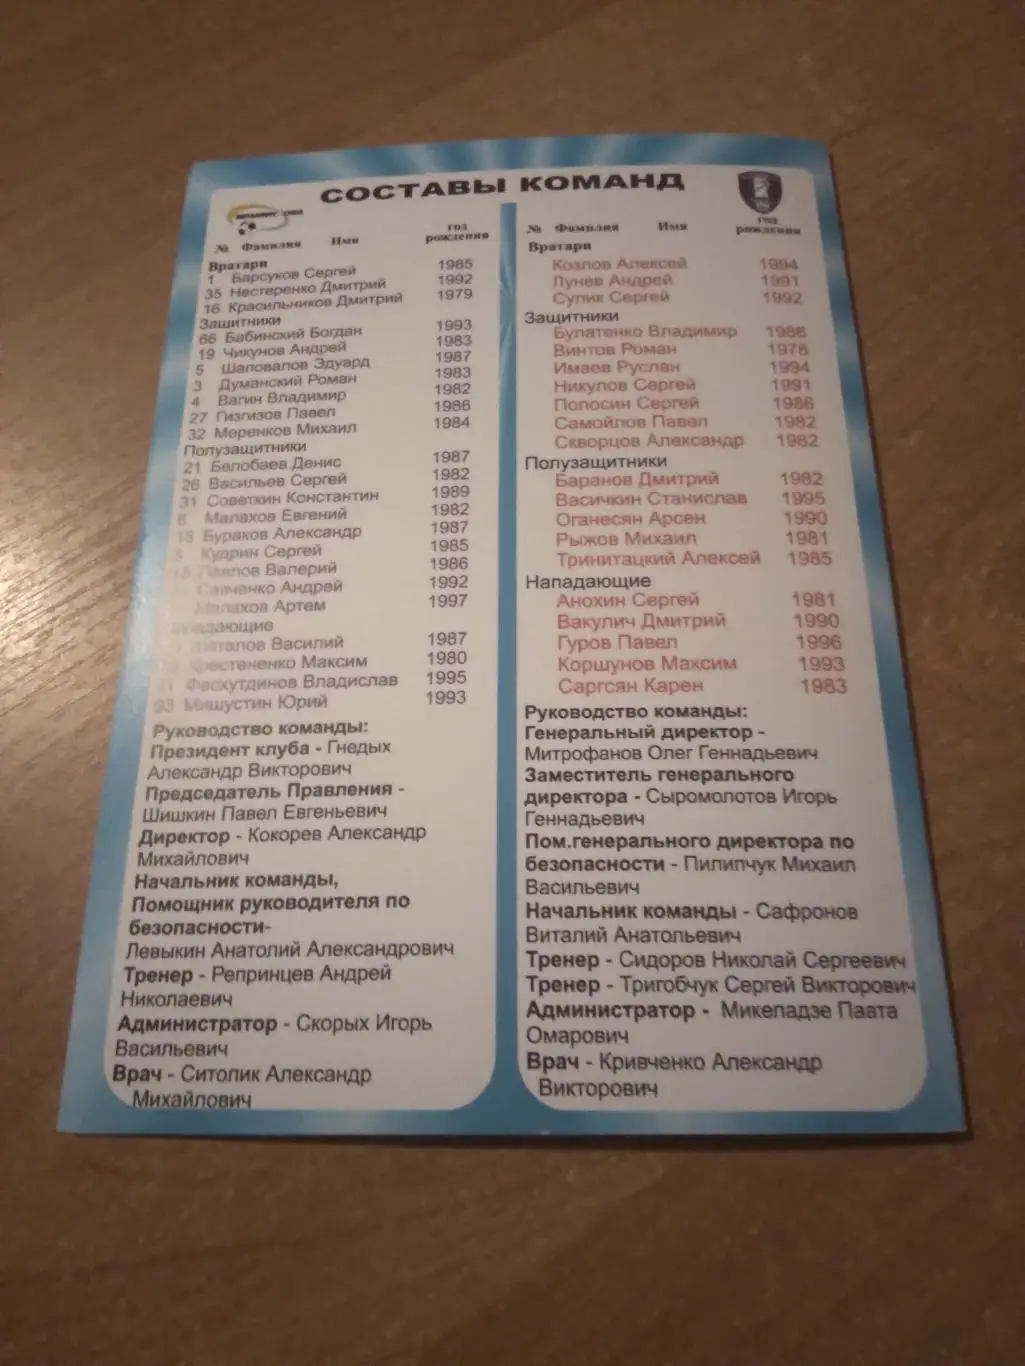 СОСТАВЫ КОМАНД
№ Фамилия Имя год рождения
Вратари
1 Барсуков Сергей 1985
35 Нестеренко Дмитрий 1992
16 Красильников Дмитрий 1979
Защитники
66 Бабинский Богдан 1993
19 Чикунов Андрей 1983
5 Шаповалов Эдуард 1987
3 Думанский Роман 1983
4 Вагин Владимир 1982
27 Гизгизов Павел 1986
32 Меренков Михаил 1984
Полузащитники
21 Белобаев Денис 1987
26 Васильев Сергей 1982
31 Советкин Константин 1989
Малахов Евгений 1982
15 Бураков Александр 1987
Кудрин Сергей 1985
Павлов Валерий 1986
Савченко Андрей 1992
Малахов Артем 1997
Василий 1987
Крестененко Максим 1980
Фасхутдинов Владислав 1995
93 Мишустин Юрий 1993
Руководство команды:
Президент клуба - Гнедых
Александр Викторович
Председатель Правления -
Шишкин Павел Евгеньевич
Директор - Кокорев Александр
Михайлович
Начальник команды,
Помощник руководителя по
безопасности-
Левыкин Анатолий Александрович
Тренер - Репринцев Андрей
Николаевич
Администратор - Скорых Игорь
Васильевич
Врач - Ситолик Александр
Михайлович
№ Фамилия Имя год рождения
Вратари
Козлов Алексей 1994
Лунев Андрей 1991
Сулик Сергей 1992
Защитники
Булатенко Владимир 1986
Винтов Роман 1978
Имаев Руслан 1994
Никулов Сергей 1991
Полосин Сергей 1986
Самойлов Павел 1982
Скворцов Александр 1982
Полузащитники
Баранов Дмитрий 1982
Васичкин Станислав 1995
Оганесян Арсен 1990
Рыжов Михаил 1981
Тринитацкий Алексей 1985
Нападающие
Анохин Сергей 1981
Вакулич Дмитрий 1990
Гуров Павел 1996
Коршунов Максим 1993
Саргсян Карен 1983
Руководство команды:
Генеральный директор -
Митрофанов Олег Геннадьевич
Заместитель генерального
директора - Сыромолотов Игорь
Геннадьевич
Пом.генерального директора по
безопасности - Пилипчук Михаил
Васильевич
Начальник команды - Сафронов
Виталий Анатольевич
Тренер - Сидоров Николай Сергеевич
Тренер - Тригобчук Сергей Викторович
Администратор - Микеладзе Паата
Омарович
Врач - Кривченко Александр
Викторович